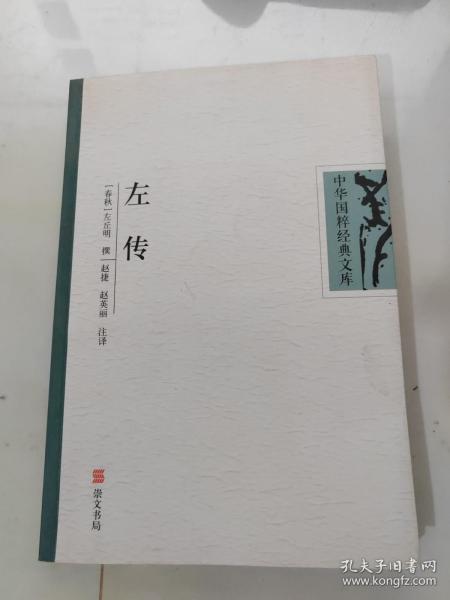 中华国粹经典文库
左传
[春秋]左丘明 撰 赵捷 赵英丽 注译
崇文书局
孔夫子旧书网
www.kongfz.com